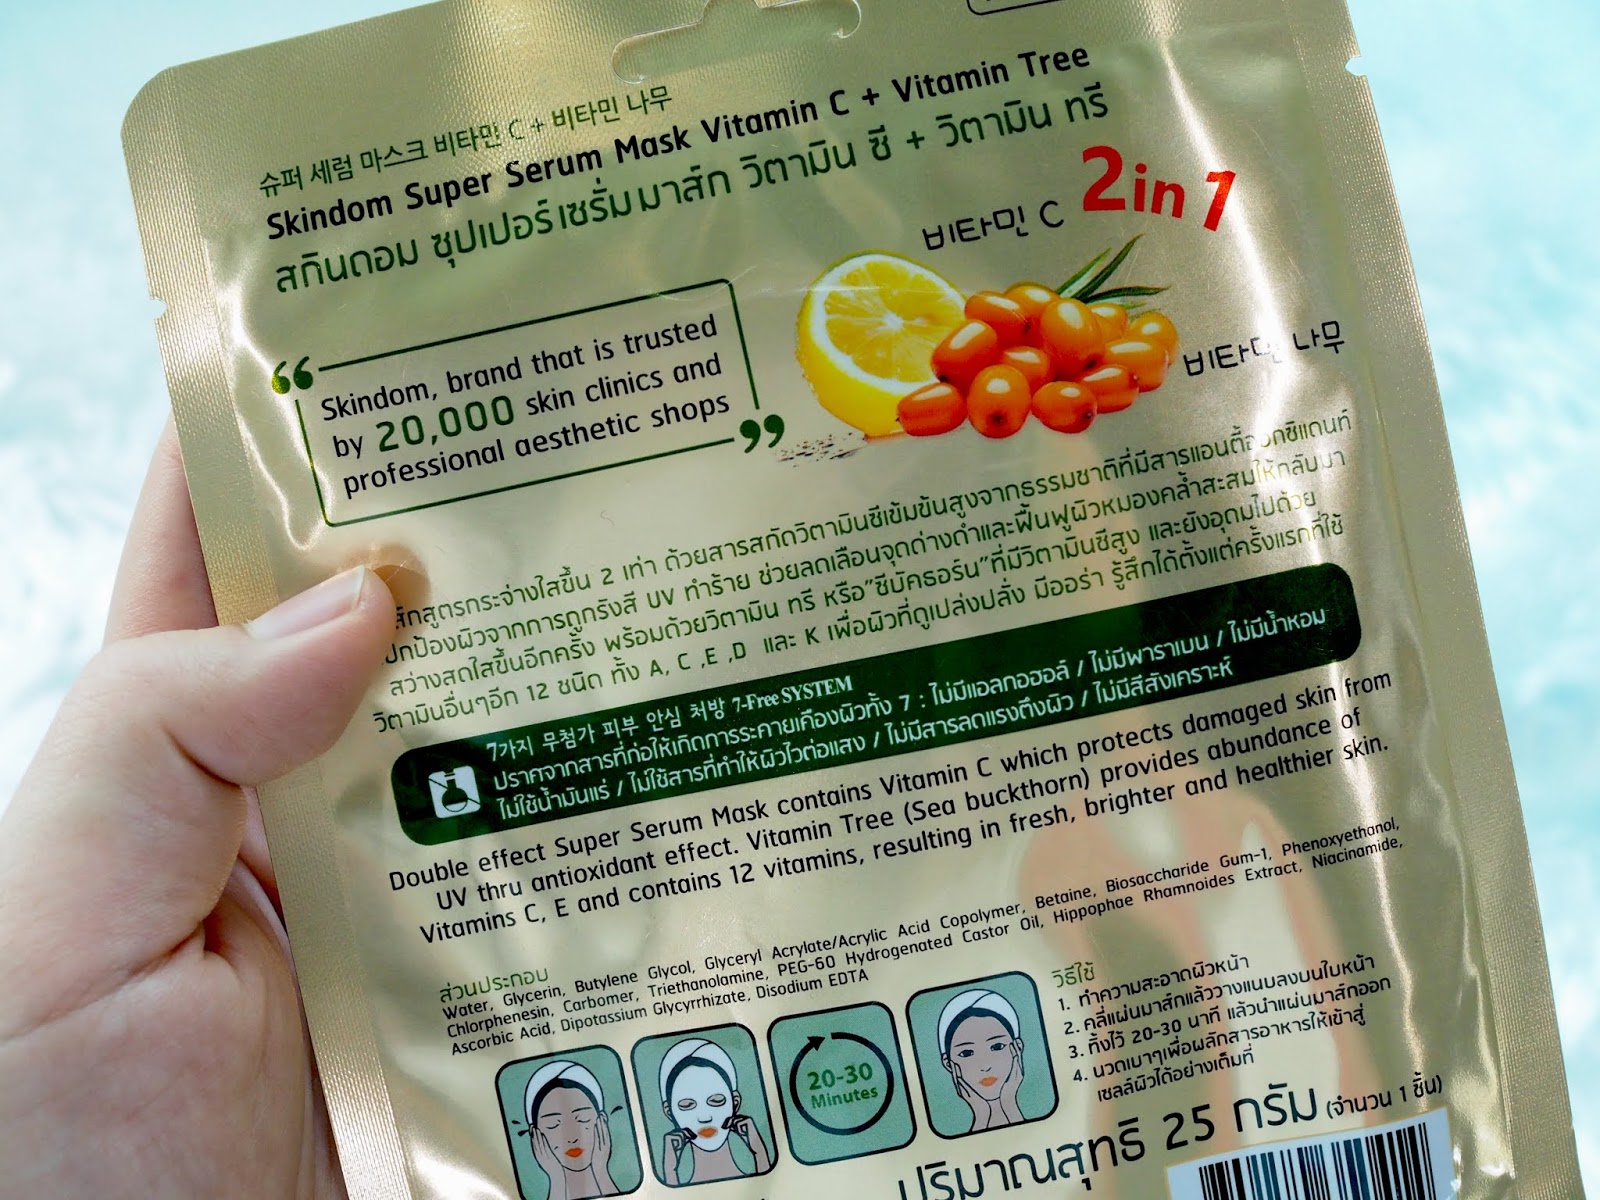 슈퍼 세럼 마스크 비타민 C + 비타민 나무
Skindom Super Serum Mask Vitamin C + Vitamin Tree
สกินดอม ซุปเปอร์เซรั่มมาส์ก วิตามิน ซี + วิตามิน ทรี
2in1
비타민 C
비타민 나무
“Skindom, brand that is trusted
by 20,000 skin clinics and
professional aesthetic shops”
ส์กสูตรกระจ่างใสขึ้น 2 เท่า ด้วยสารสกัดวิตามินซีเข้มข้นสูงจากธรรมชาติที่มีสารแอนตี้ออกซิแดนท์
ปกป้องผิวจากการถูกรังสี UV ทำร้าย ช่วยลดเลือนจุดด่างดำและฟื้นฟูผิวหมองคล้ำสะสมให้กลับมา
สว่างสดใสขึ้นอีกครั้ง พร้อมด้วยวิตามิน ทรี หรือ"ซีบัคธอร์น"ที่มีวิตามินซีสูง และยังอุดมไปด้วย
วิตามินอื่นๆอีก 12 ชนิด ทั้ง A, C ,E ,D และ K เพื่อผิวที่ดูเปล่งปลั่ง มีออร่า รู้สึกได้ตั้งแต่ครั้งแรกที่ใช้
7가지 무첨가 피부 안심 처방 7-Free SYSTEM
ปราศจากสารที่ก่อให้เกิดการระคายเคืองผิวทั้ง 7 : ไม่มีแอลกอฮอล์ / ไม่มีพาราเบน / ไม่มีน้ำหอม
ไม่ใช้น้ำมันแร่ / ไม่ใช้สารที่ทำให้ผิวไวต่อแสง / ไม่มีสารลดแรงตึงผิว / ไม่มีสีสังเคราะห์
Double effect Super Serum Mask contains Vitamin C which protects damaged skin from
UV thru antioxidant effect. Vitamin Tree (Sea buckthorn) provides abundance of
Vitamins C, E and contains 12 vitamins, resulting in fresh, brighter and healthier skin.
ส่วนประกอบ
Water, Glycerin, Butylene Glycol, Glyceryl Acrylate/Acrylic Acid Copolymer, Betaine, Biosaccharide Gum-1, Phenoxyethanol,
Chlorphenesin, Carbomer, Triethanolamine, PEG-60 Hydrogenated Castor Oil, Hippophae Rhamnoides Extract, Niacinamide,
Ascorbic Acid, Dipotassium Glycyrrhizate, Disodium EDTA
20-30
Minutes
วิธีใช้
1. ทำความสะอาดผิวหน้า
2. คลี่แผ่นมาส์กแล้ววางแนบลงบนใบหน้า
3. ทิ้งไว้ 20-30 นาที แล้วนำแผ่นมาส์กออก
4. นวดเบาๆเพื่อผลักสารอาหารให้เข้าสู่
เซลล์ผิวได้อย่างเต็มที่
ปริมาณสุทธิ 25 กรัม (จำนวน 1 ชิ้น)